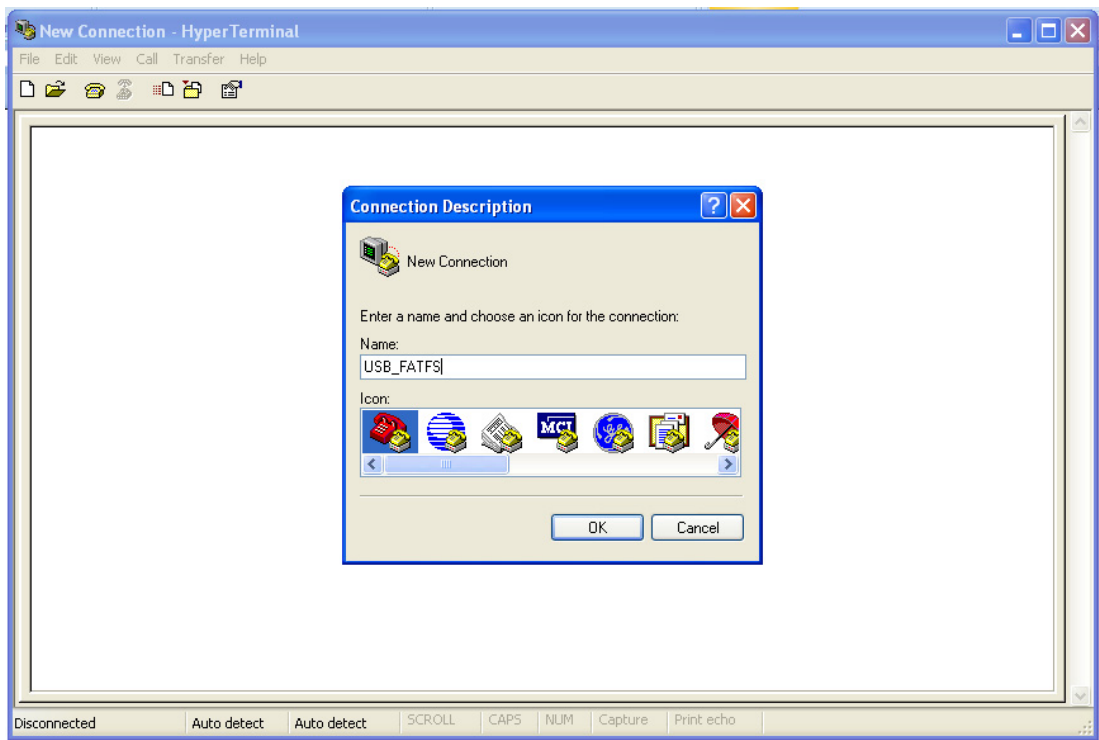 New Connection - HyperTerminal
File Edit View Call Transfer Help
Connection Description
New Connection
Enter a name and choose an icon for the connection:
Name:
USB_FATFS
Icon:
MCI
OK Cancel
Disconnected Auto detect Auto detect SCROLL CAPS NUM Capture Print echo